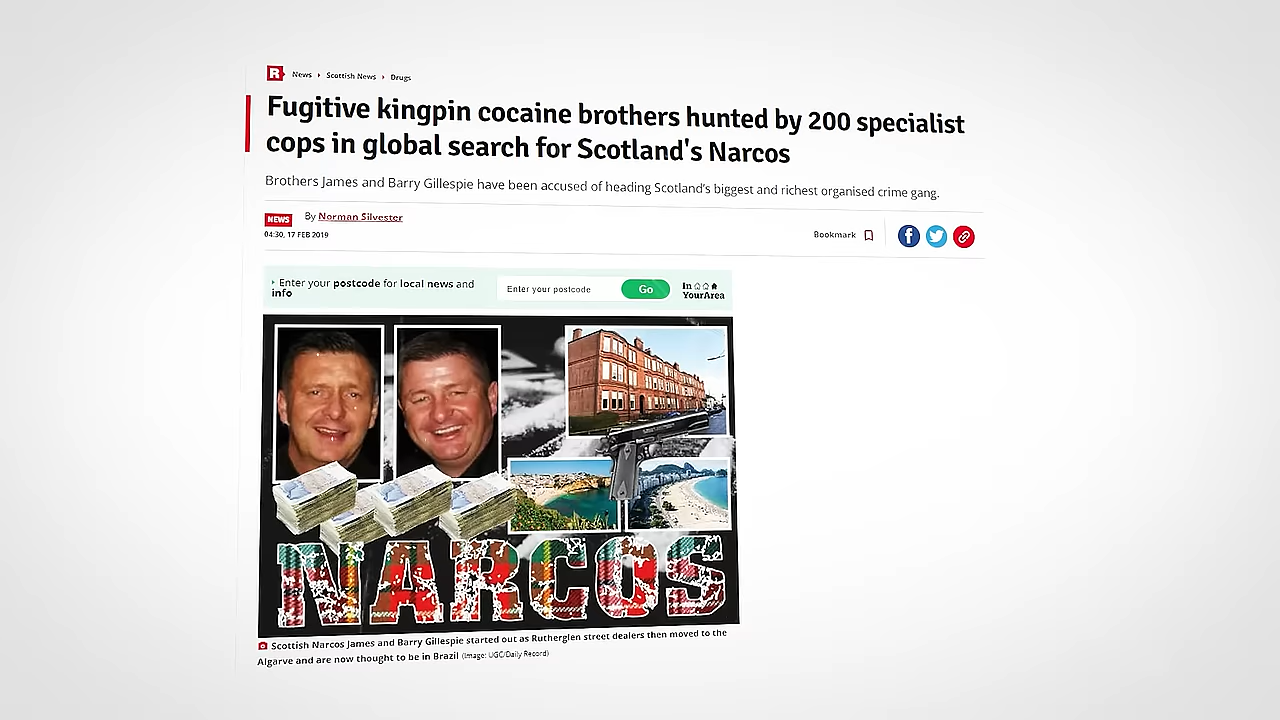 R News Scottish News Drugs
Fugitive kingpin cocaine brothers hunted by 200 specialist
cops in global search for Scotland's Narcos
Brothers James and Barry Gillespie have been accused of heading Scotland's biggest and richest organised crime gang.
NEWS By Norman Silvester
04:30, 17 FEB 2019
Bookmark
Enter your postcode for local news and
info
Enter your postcode Go
In
YourArea
NARCOS
Scottish Narcos James and Barry Gillespie started out as Rutherglen street dealers then moved to the
Algarve and are now thought to be in Brazil (Image: UGC/Daily Record)